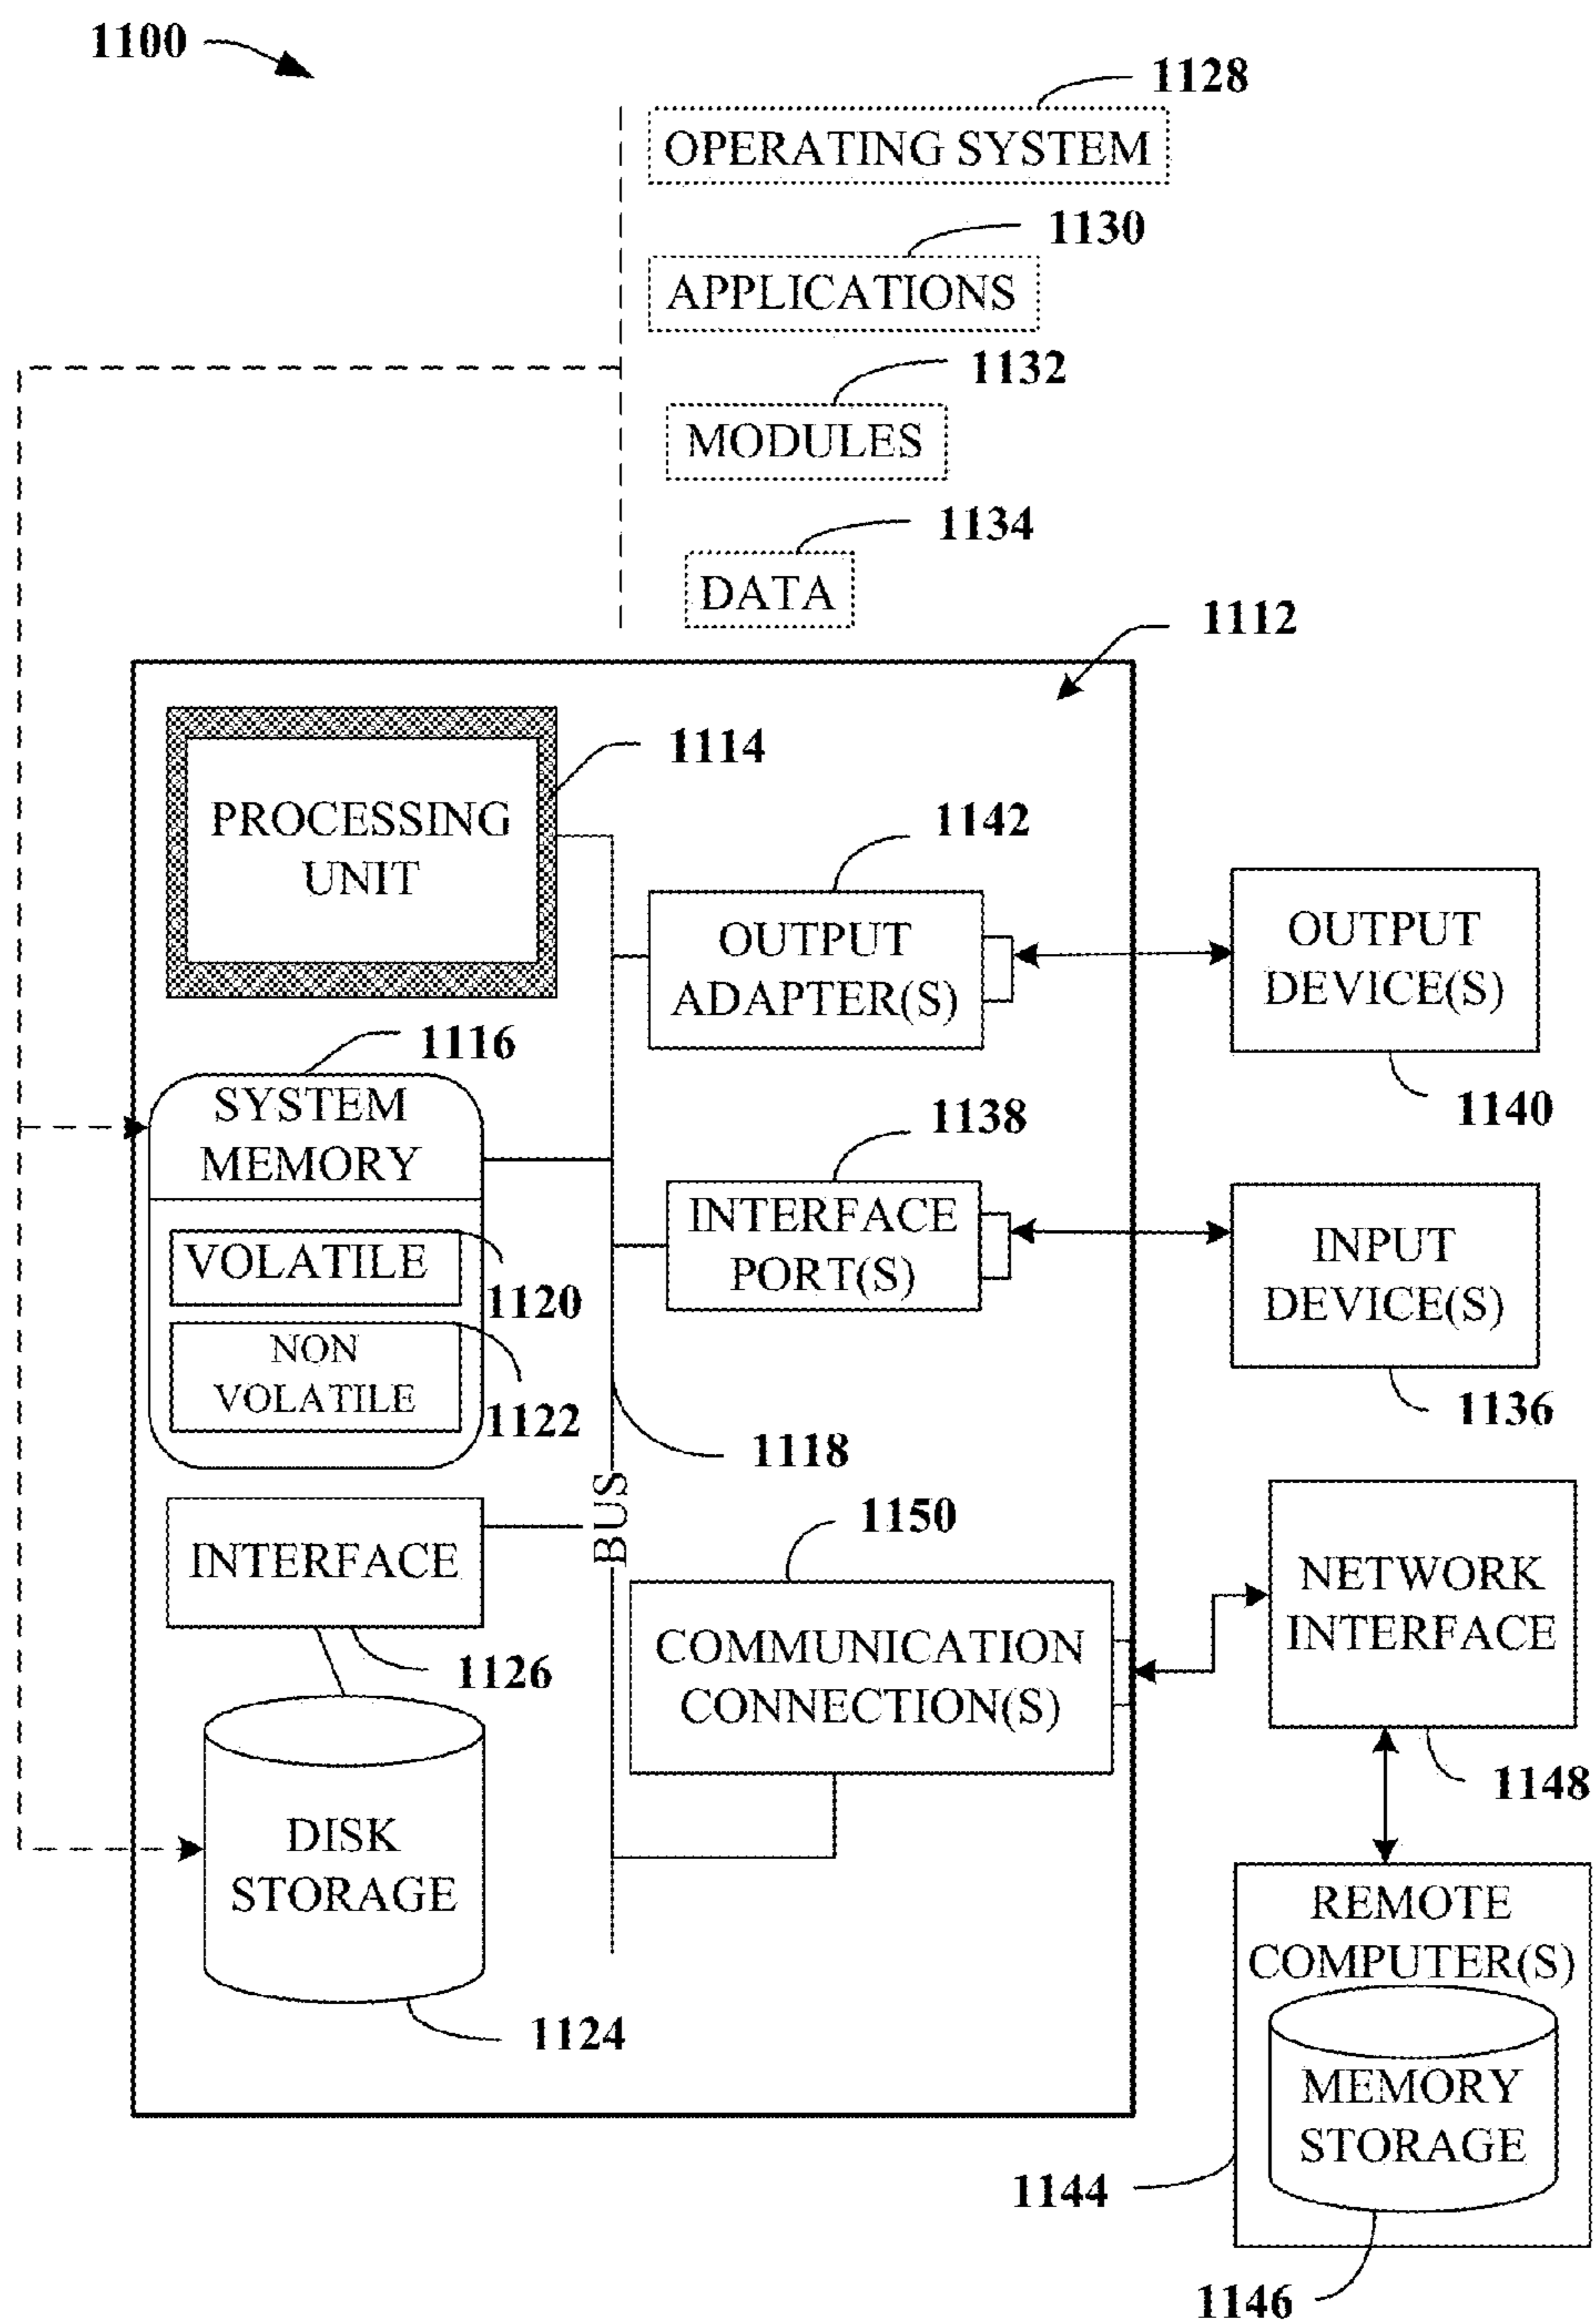 1100
1128
OPERATING SYSTEM
1130
APPLICATIONS
1132
MODULES
1134
DATA
1112
1114
PROCESSING
UNIT
1142
OUTPUT
ADAPTER(S)
OUTPUT
DEVICE(S)
1140
1116
SYSTEM
MEMORY
1138
INTERFACE
PORT(S)
INPUT
DEVICE(S)
1136
VOLATILE
1120
NON
VOLATILE
1122
1118
BUS
INTERFACE
1126
1150
COMMUNICATION
CONNECTION(S)
NETWORK
INTERFACE
1148
DISK
STORAGE
1124
REMOTE
COMPUTER(S)
MEMORY
STORAGE
1144
1146